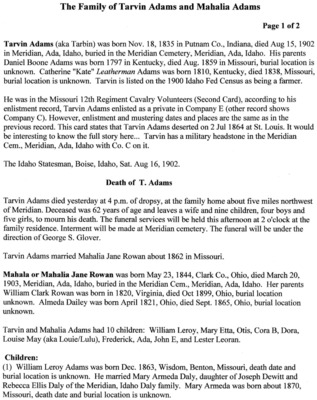 The Family of Tarvin Adams and Mahalia Adams
Page 1 of 2
Tarvin Adams (aka Tarbin) was born Nov. 18, 1835 in Putnam Co., Indiana, died Aug 15, 1902
in Meridian, Ada, Idaho, buried in the Meridian Cemetery, Meridian, Ada, Idaho. His parents
Daniel Boone Adams was born 1797 in Kentucky, died Aug. 1859 in Missouri, burial location is
unknown. Catherine "Kate" Leatherman Adams was born 1810, Kentucky, died 1838, Missouri,
burial location is unknown. Tarvin is listed on the 1900 Idaho Fed Census as being a farmer.
He was in the Missouri 12th Regiment Cavalry Volunteers (Second Card), according to his
enlistment record, Tarvin Adams enlisted as a private in Company E (other record shows
Company C). However, enlistment and mustering dates and places are the same as in the
previous record. This card states that Tarvin Adams deserted on 2 Jul 1864 at St. Louis. It would
be interesting to know the full story here... Tarvin has a military headstone in the Meridian
Cem., Meridian, Ada, Idaho with Co. C on it.
The Idaho Statesman, Boise, Idaho, Sat. Aug 16, 1902.
Death of T. Adams
Tarvin Adams died yesterday at 4 p.m. of dropsy, at the family home about five miles northwest
of Meridian. Deceased was 62 years of age and leaves a wife and nine children, four boys and
five girls, to mourn his death. The funeral services will be held this afternoon at 2 o'clock at the
family residence. Interment will be made at Meridian cemetery. The funeral will be under the
direction of George S. Glover.
Tarvin Adams married Mahalia Jane Rowan about 1862 in Missouri.
Mahala or Mahalia Jane Rowan was born May 23, 1844, Clark Co., Ohio, died March 20,
1903, Meridian, Ada, Idaho, buried in the Meridian Cem., Meridian, Ada, Idaho. Her parents
William Clark Rowan was born in 1820, Virginia, died Oct 1899, Ohio, burial location
unknown. Almeda Dailey was born April 1821, Ohio, died Sept. 1865, Ohio, burial location
unknown.
Tarvin and Mahalia Adams had 10 children: William Leroy, Mary Etta, Otis, Cora B, Dora,
Louise May (aka Louie/Lulu), Frederick, Ada, John E, and Lester Leoran.
Children:
(1) William Leroy Adams was born Dec. 1863, Wisdom, Benton, Missouri, death date and
burial location is unknown. He married Mary Armeda Daly, daughter of Joseph Dewitt and
Rebecca Ellis Daly of the Meridian, Idaho Daly family. Mary Armeda was born about 1870,
Missouri, death date and burial location is unknown.